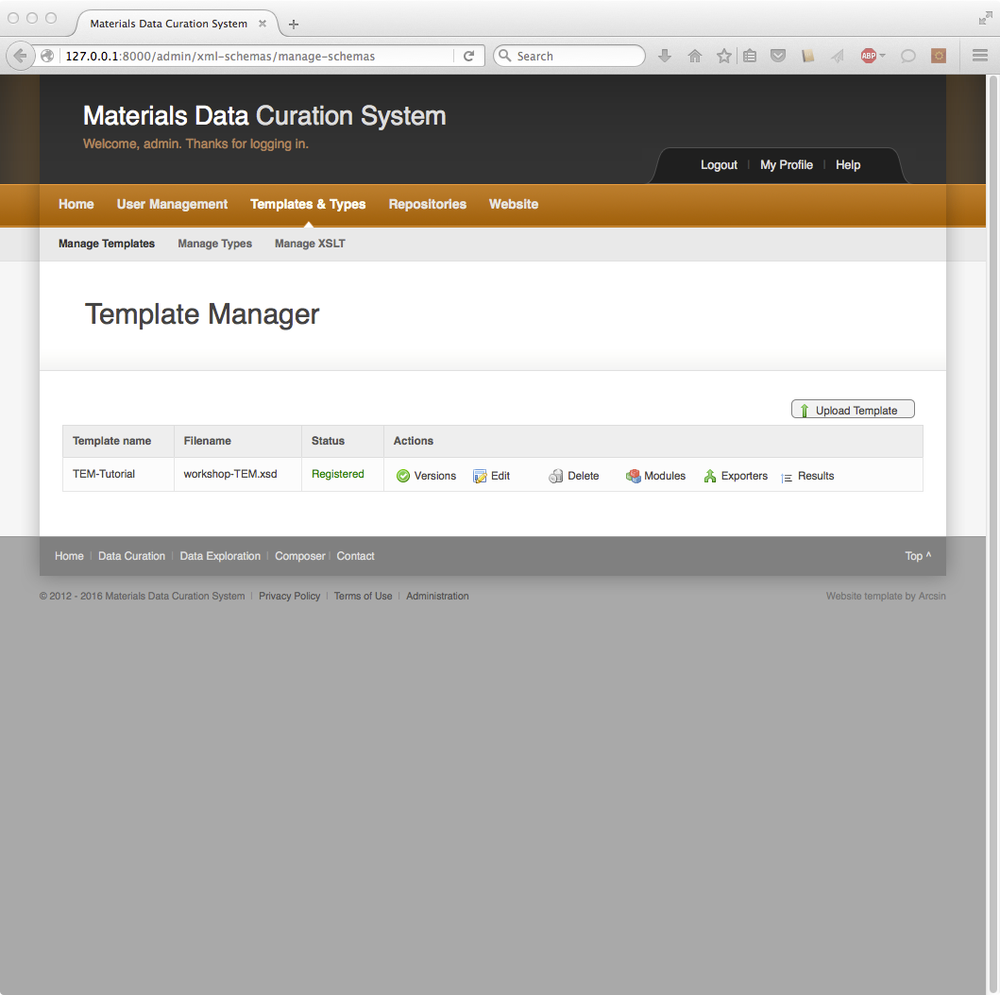 Materials Data Curation System
127.0.0.1:8000/admin/xml-schemas/manage-schemas
Search
ABP
Materials Data Curation System
Welcome, admin. Thanks for logging in.
Logout | My Profile | Help
Home User Management Templates & Types Repositories Website
Manage Templates Manage Types Manage XSLT
Template Manager
Upload Template
Template name Filename Status Actions
TEM-Tutorial workshop-TEM.xsd Registered Versions Edit Delete Modules Exporters Results
Home | Data Curation | Data Exploration | Composer | Contact Top ^
© 2012 - 2016 Materials Data Curation System | Privacy Policy | Terms of Use | Administration Website template by Arcsin